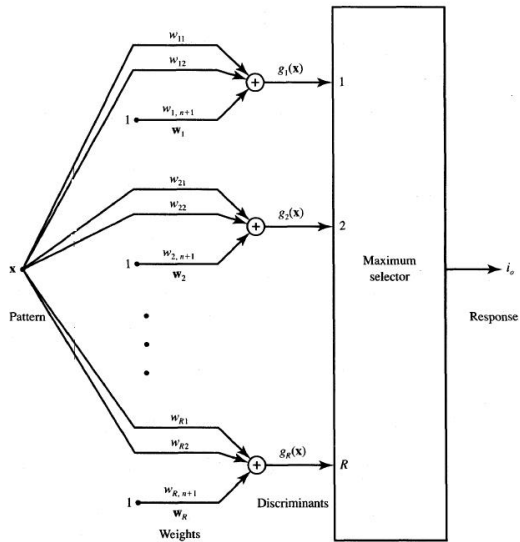 w11
w12
g1(x)
1
w1, n+1
1
w1
w21
w22
g2(x)
2
w2, n+1
1
w2
x
Pattern
Maximum
selector
io
Response
wR1
wR2
gR(x)
R
wR, n+1
1
wR
Discriminants
Weights